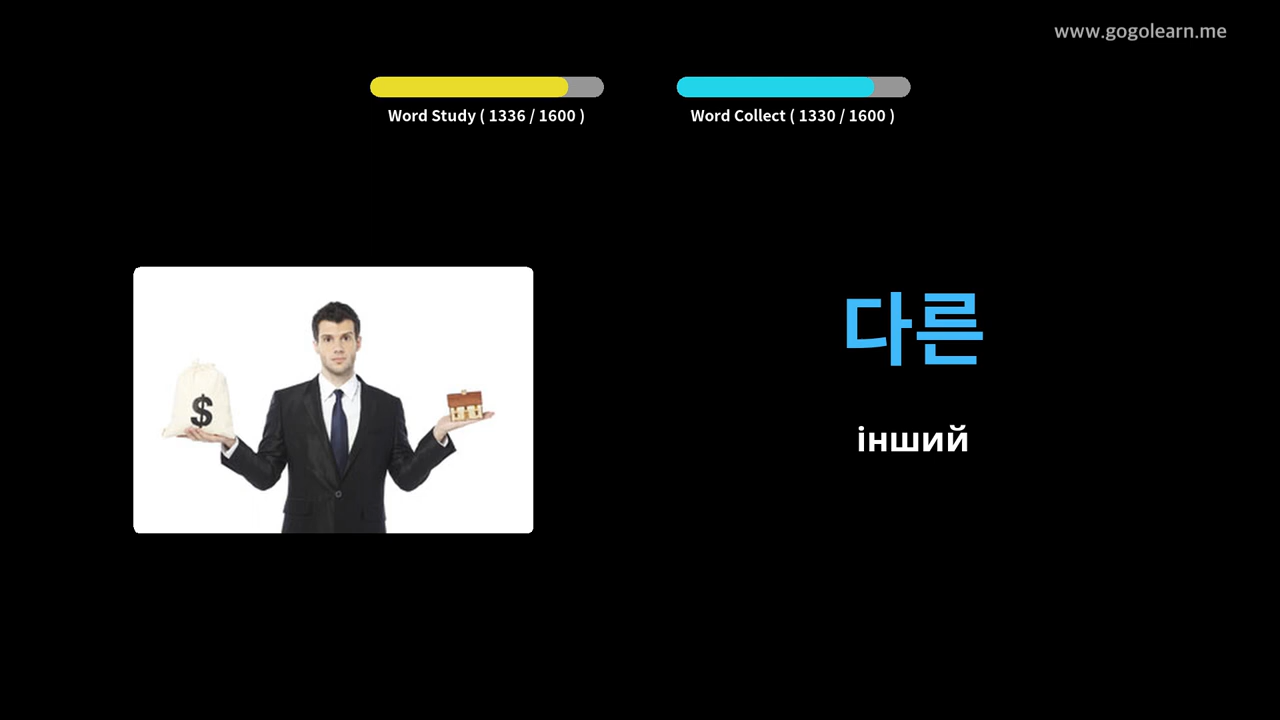 www.gogolearn.me
Word Study ( 1336 / 1600 )
Word Collect ( 1330 / 1600 )
$
다른
інший